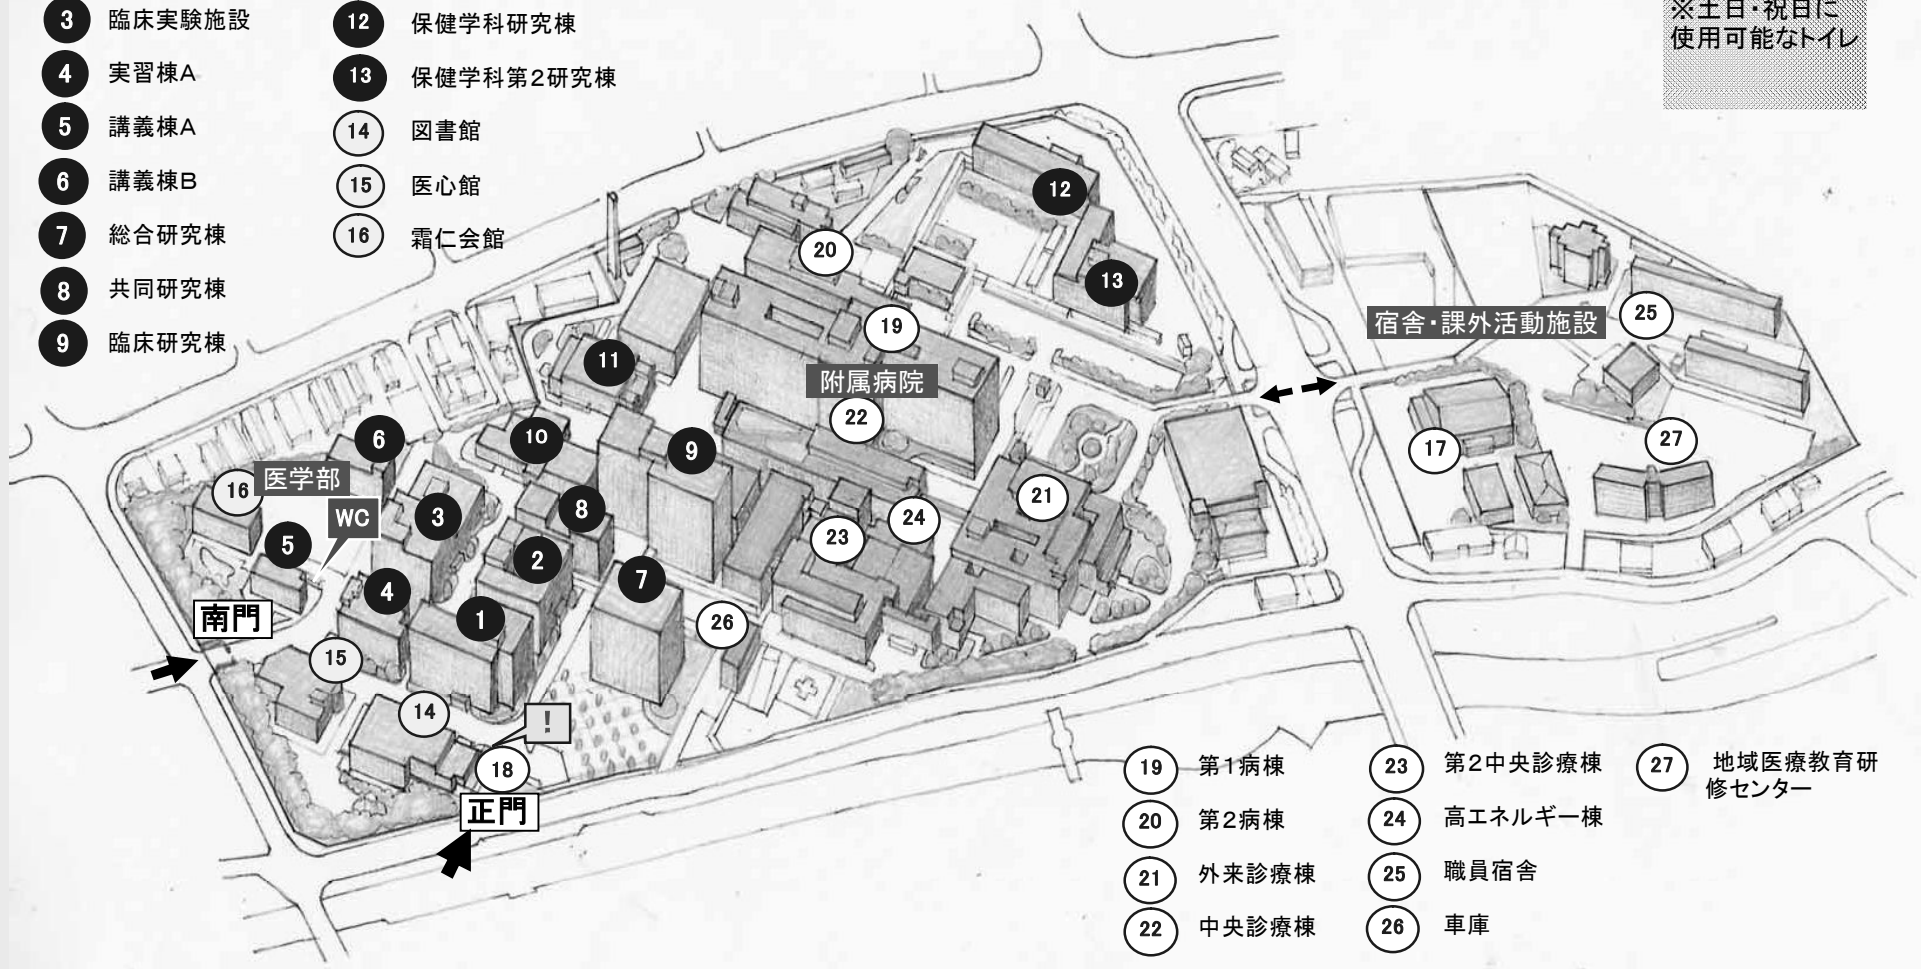 3 臨床実験施設
4 実習棟A
5 講義棟A
6 講義棟B
7 総合研究棟
8 共同研究棟
9 臨床研究棟
12 保健学科研究棟
13 保健学科第2研究棟
14 図書館
15 医心館
16 霜仁会館
※土日・祝日に
使用可能なトイレ
12
20
13
19
宿舎・課外活動施設
25
11
附属病院
22
6
10
9
17
27
16
医学部
WC
3
8
21
24
5
23
2
7
4
南門
1
26
15
14
!
18
正門
19 第1病棟
20 第2病棟
21 外来診療棟
22 中央診療棟
23 第2中央診療棟
24 高エネルギー棟
25 職員宿舎
26 車庫
27 地域医療教育研
修センター